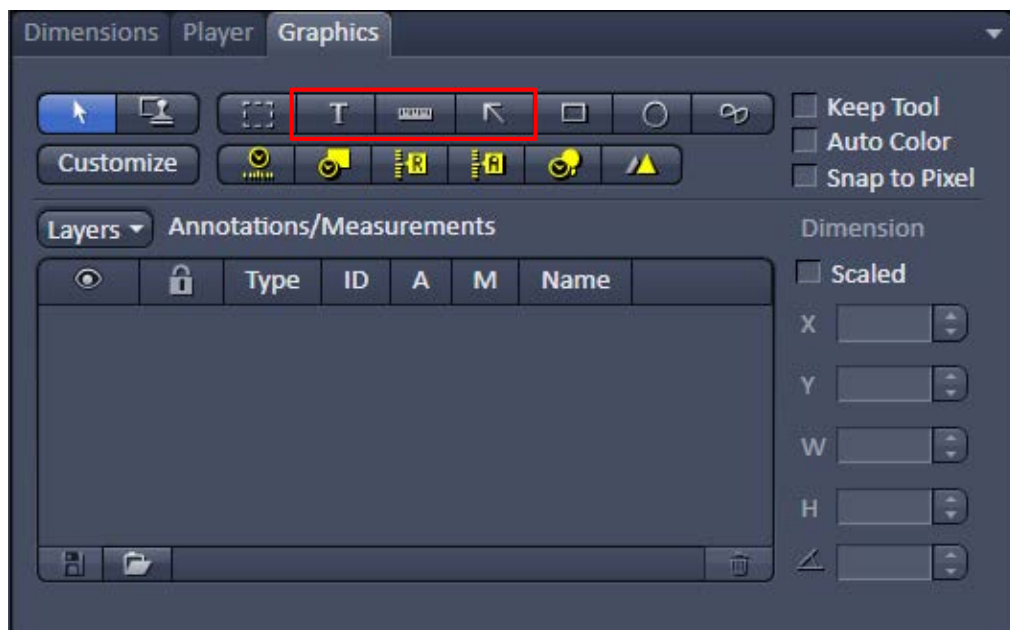 Dimensions Player Graphics
T
Keep Tool
Auto Color
Customize R A
Snap to Pixel
Layers Annotations/Measurements Dimension
Type ID A M Name
Scaled
X
Y
W
H